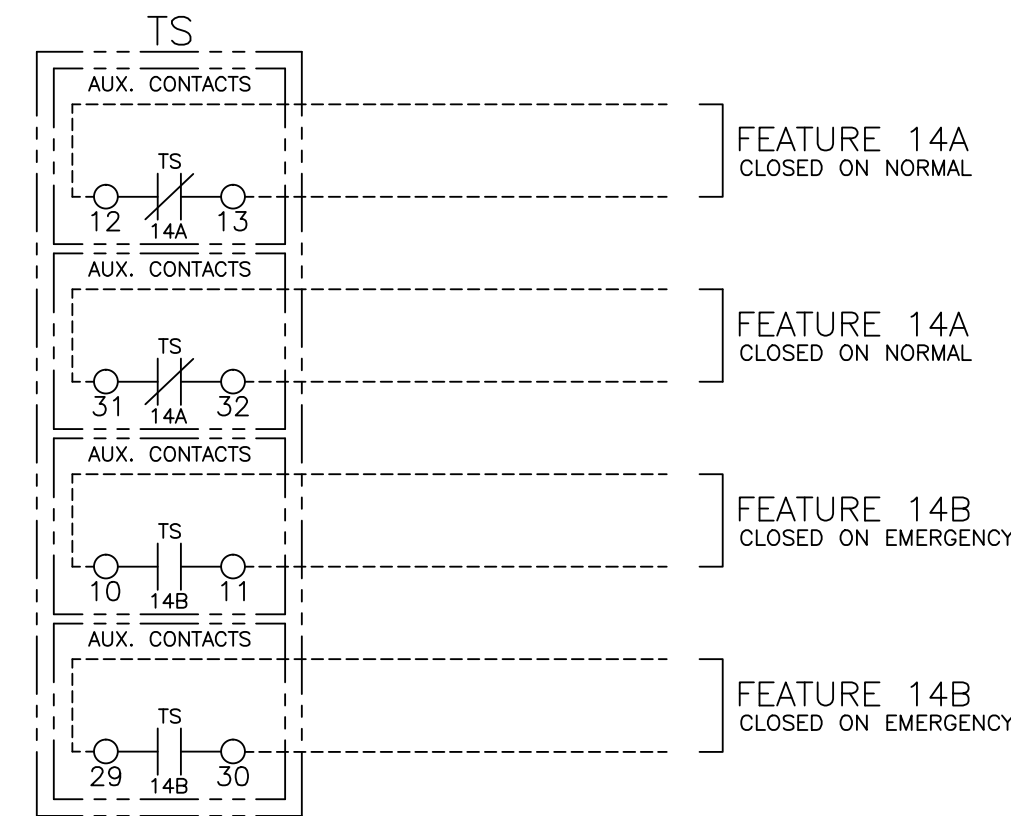 TS
AUX. CONTACTS
TS
12
14A
13
FEATURE 14A
CLOSED ON NORMAL
AUX. CONTACTS
TS
31
14A
32
FEATURE 14A
CLOSED ON NORMAL
AUX. CONTACTS
TS
10
14B
11
FEATURE 14B
CLOSED ON EMERGENCY
AUX. CONTACTS
TS
29
14B
30
FEATURE 14B
CLOSED ON EMERGENCY